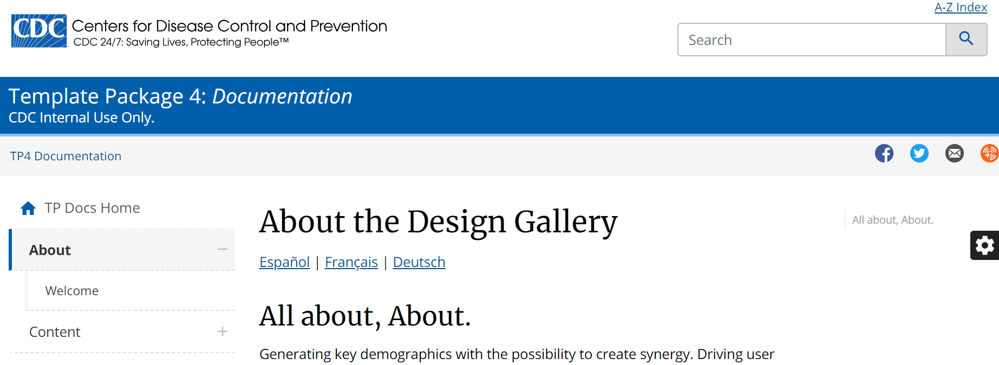 A-Z Index
CDC
Centers for Disease Control and Prevention
CDC 24/7: Saving Lives, Protecting People™
Search
Template Package 4: Documentation
CDC Internal Use Only.
TP4 Documentation
TP Docs Home
About
Welcome
Content
About the Design Gallery
Español | Français | Deutsch
All about, About.
Generating key demographics with the possibility to create synergy. Driving user
All about, About.